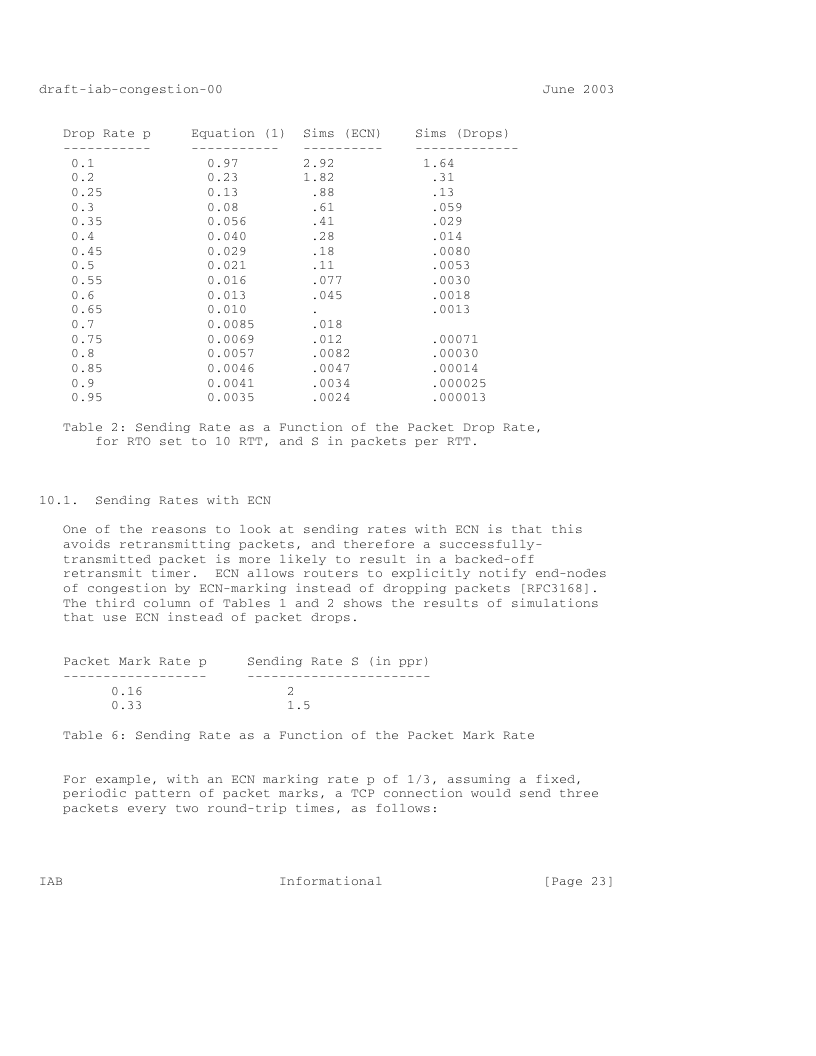 draft-iab-congestion-00                                        June 2003
Drop Rate p     Equation (1)  Sims (ECN)    Sims (Drops)
-----------     -----------   ----------    -------------
0.1              0.97        2.92           1.64
0.2              0.23        1.82            .31
0.25             0.13         .88            .13
0.3              0.08         .61            .059
0.35             0.056        .41            .029
0.4              0.040        .28            .014
0.45             0.029        .18            .0080
0.5              0.021        .11            .0053
0.55             0.016        .077           .0030
0.6              0.013        .045           .0018
0.65             0.010        .              .0013
0.7              0.0085       .018
0.75             0.0069       .012           .00071
0.8              0.0057       .0082          .00030
0.85             0.0046       .0047          .00014
0.9              0.0041       .0034          .000025
0.95             0.0035       .0024          .000013
Table 2: Sending Rate as a Function of the Packet Drop Rate,
for RTO set to 10 RTT, and S in packets per RTT.
10.1.  Sending Rates with ECN
One of the reasons to look at sending rates with ECN is that this
avoids retransmitting packets, and therefore a successfully-
transmitted packet is more likely to result in a backed-off
retransmit timer.  ECN allows routers to explicitly notify end-nodes
of congestion by ECN-marking instead of dropping packets [RFC3168].
The third column of Tables 1 and 2 shows the results of simulations
that use ECN instead of packet drops.
Packet Mark Rate p     Sending Rate S (in ppr)
------------------     -----------------------
0.16                  2
0.33                  1.5
Table 6: Sending Rate as a Function of the Packet Mark Rate
For example, with an ECN marking rate p of 1/3, assuming a fixed,
periodic pattern of packet marks, a TCP connection would send three
packets every two round-trip times, as follows:
IAB                           Informational                    [Page 23]